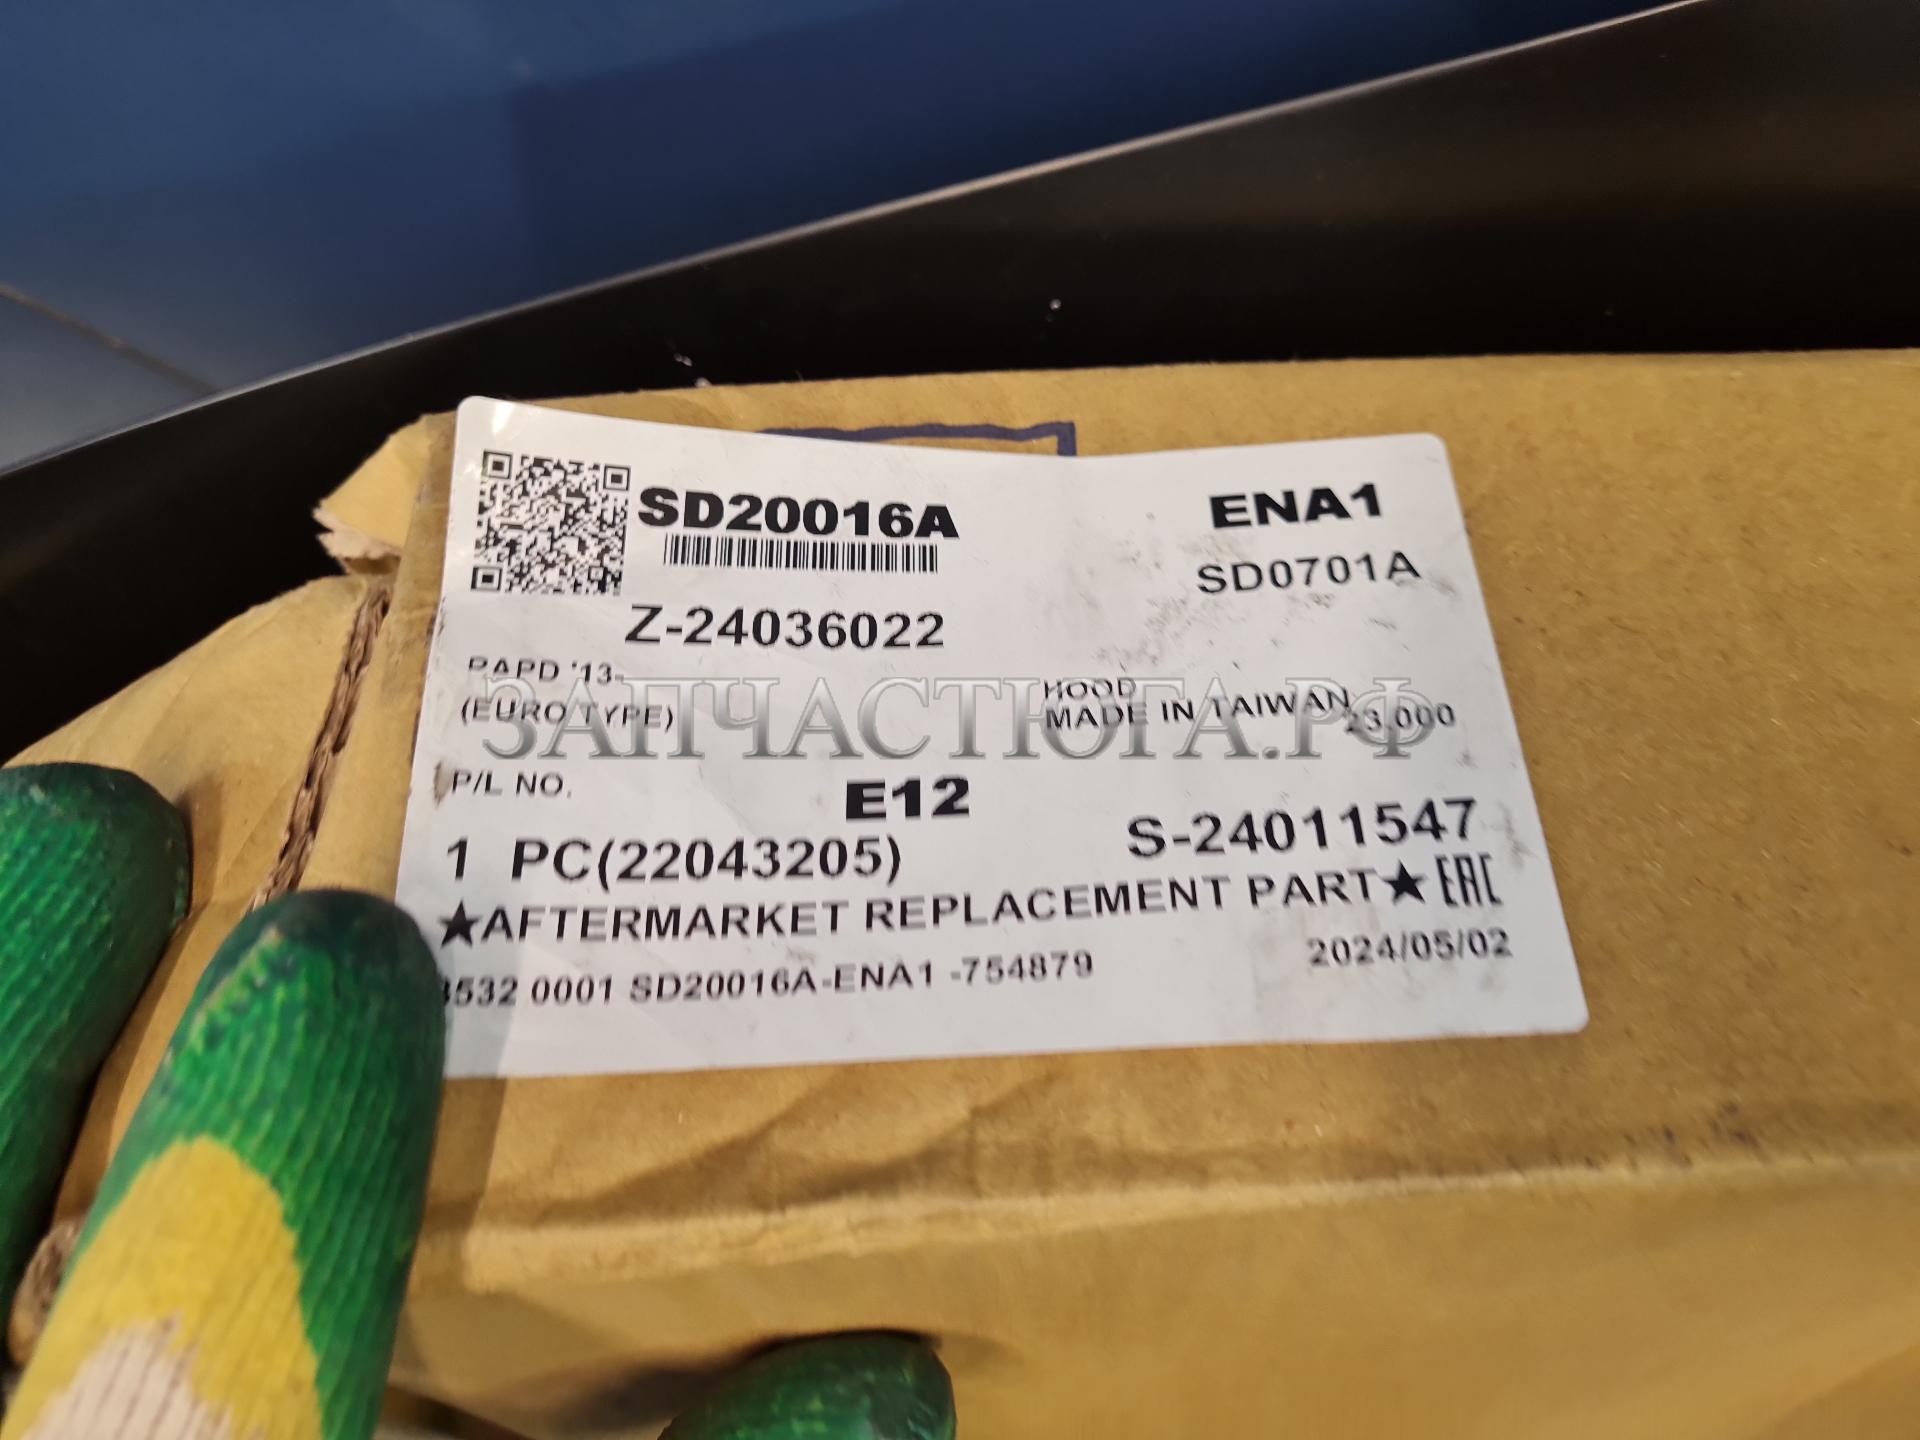 SD20016A
ENA1
SD0701A
Z-24036022
RAPD '13-
(EURO TYPE)
HOOD
MADE IN TAIWAN
23.000
ЗАПЧАСТЮГА.РФ
P/L NO.
E12
1 PC(22043205)
S-24011547
★AFTERMARKET REPLACEMENT PART★ EAC
3532 0001 SD20016A-ENA1 -754879
2024/05/02